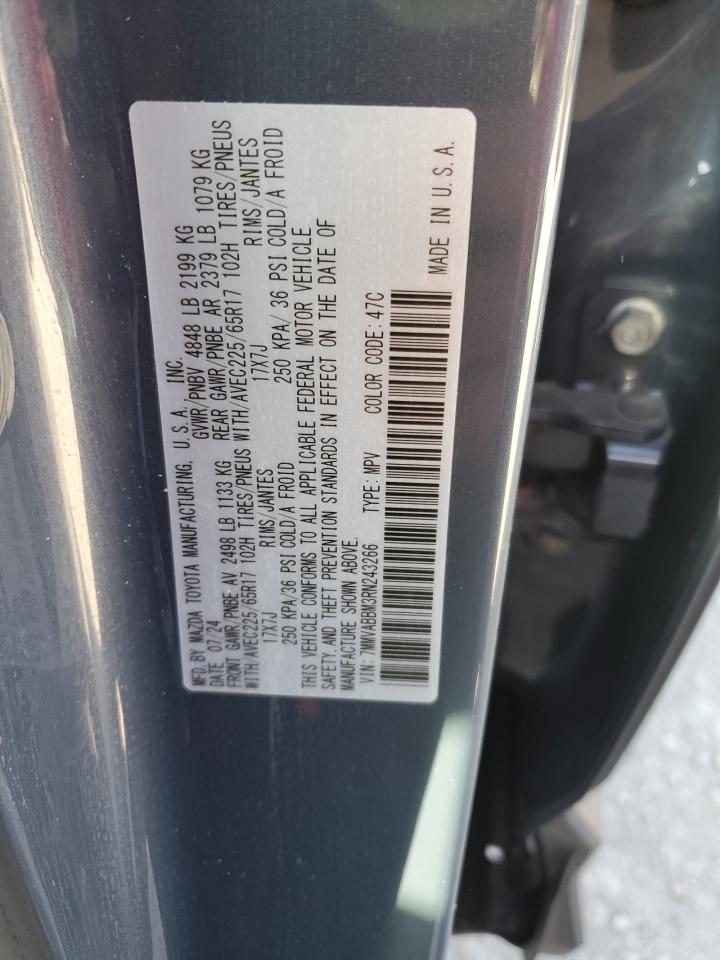 MFD.BY MAZDA TOYOTA MANUFACTURING, U.S.A. INC.
DATE 07/24 GVWR/PNBV 4848 LB 2199 KG
FRONT GAWR/PNBE AV 2498 LB 1133 KG REAR GAWR/PNBE AR 2379 LB 1079 KG
WITH/AVEC225/65R17 102H TIRES/PNEUS WITH/AVEC225/65R17 102H TIRES/PNEUS
17X7J RIMS/JANTES 17X7J RIMS/JANTES
250 KPA/36 PSI COLD/A FROID 250 KPA/ 36 PSI COLD/A FROID
THIS VEHICLE CONFORMS TO ALL APPLICABLE FEDERAL MOTOR VEHICLE
SAFETY, AND THEFT PREVENTION STANDARDS IN EFFECT ON THE DATE OF
MANUFACTURE SHOWN ABOVE.
VIN: 7MMVABBM3RN243266 TYPE: MPV COLOR CODE: 47C
MADE IN U.S.A.